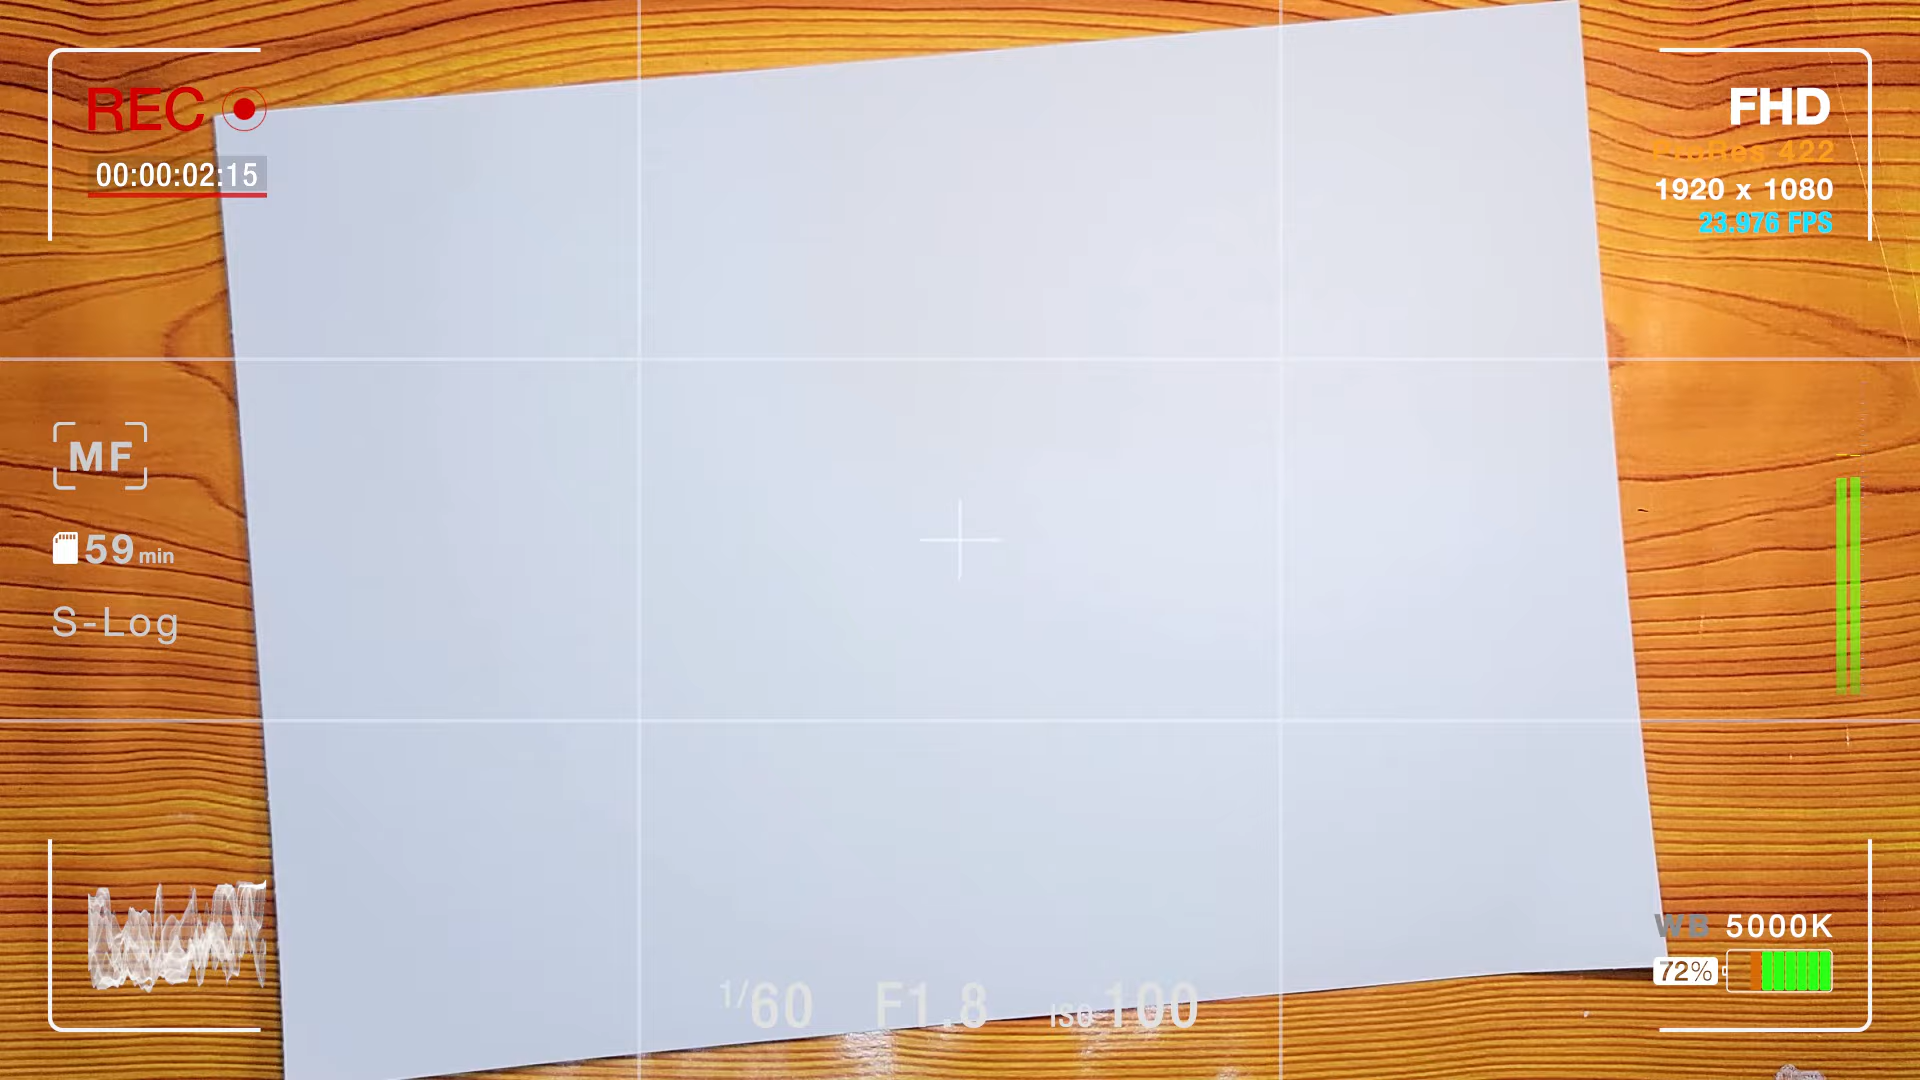 REC
00:00:02:15
FHD
ProRes 422
1920 x 1080
23.976 FPS
MF
59 min
S-Log
WB 5000K
72%
1/60 F1.8 ISO 100